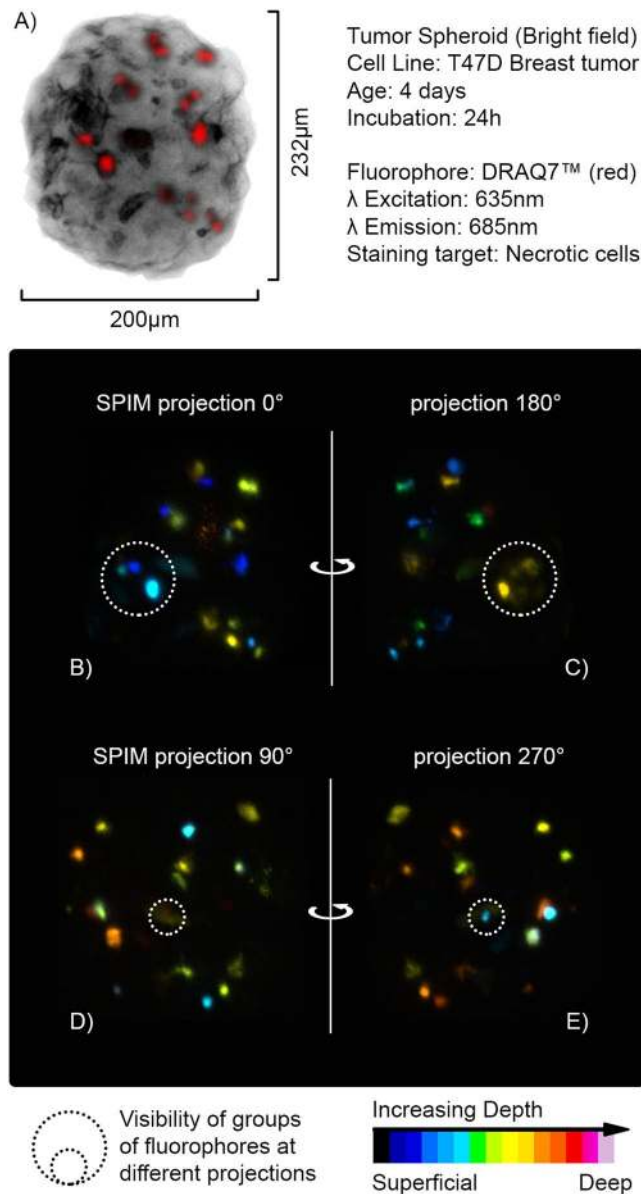 A)
Tumor Spheroid (Bright field)
Cell Line: T47D Breast tumor
Age: 4 days
Incubation: 24h
232µm
Fluorophore: DRAQ7™ (red)
λ Excitation: 635nm
λ Emission: 685nm
Staining target: Necrotic cells
200µm
SPIM projection 0°
projection 180°
B)
C)
SPIM projection 90°
projection 270°
D)
E)
Visibility of groups
of fluorophores at
different projections
Increasing Depth
Superficial
Deep